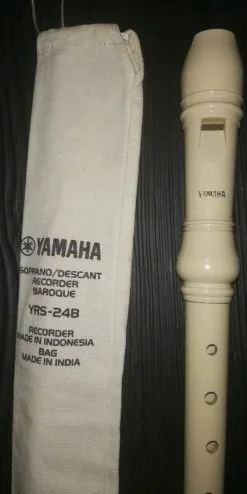 YAMAHA
SOPRANO/DESCANT
RECORDER
BAROQUE
YRS-24B
RECORDER
MADE IN INDONESIA
BAG
MADE IN INDIA
YAMAHA